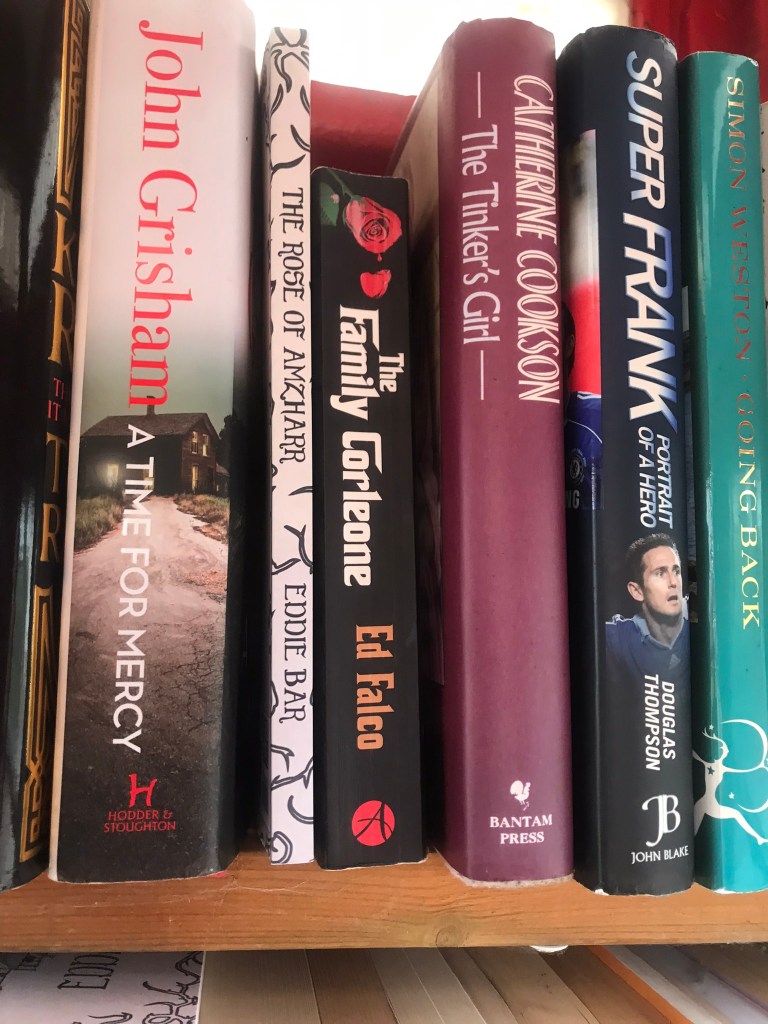 John Grisham
A TIME FOR MERCY
HODDER &
STOUGHTON
THE ROSE OF AMZHARR
EDDIE BAR
The
Family Corleone
Ed Falco
CATHERINE COOKSON
The Tinker's Girl
BANTAM
PRESS
SUPER FRANK
PORTRAIT
OF A HERO
DOUGLAS
THOMPSON
JB
JOHN BLAKE
SIMON WESTON · GOING BACK
EDD